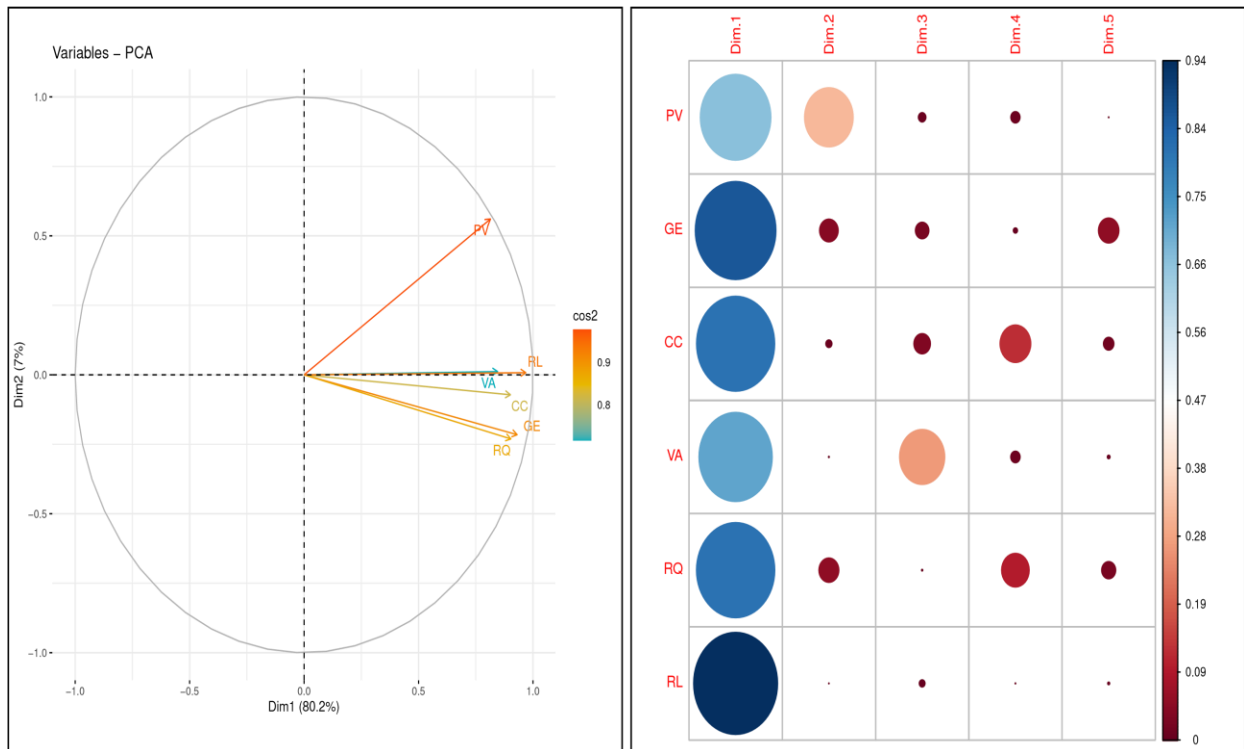 Variables − PCA
1.0
0.5
0.0
−0.5
−1.0
Dim2 (7%)
PV
RL
VA
CC
GE
RQ
−1.0 −0.5 0.0 0.5 1.0
Dim1 (80.2%)
cos2
0.9
0.8
Dim.1 Dim.2 Dim.3 Dim.4 Dim.5
PV
GE
CC
VA
RQ
RL
0.94
0.84
0.75
0.66
0.56
0.47
0.38
0.28
0.19
0.09
0